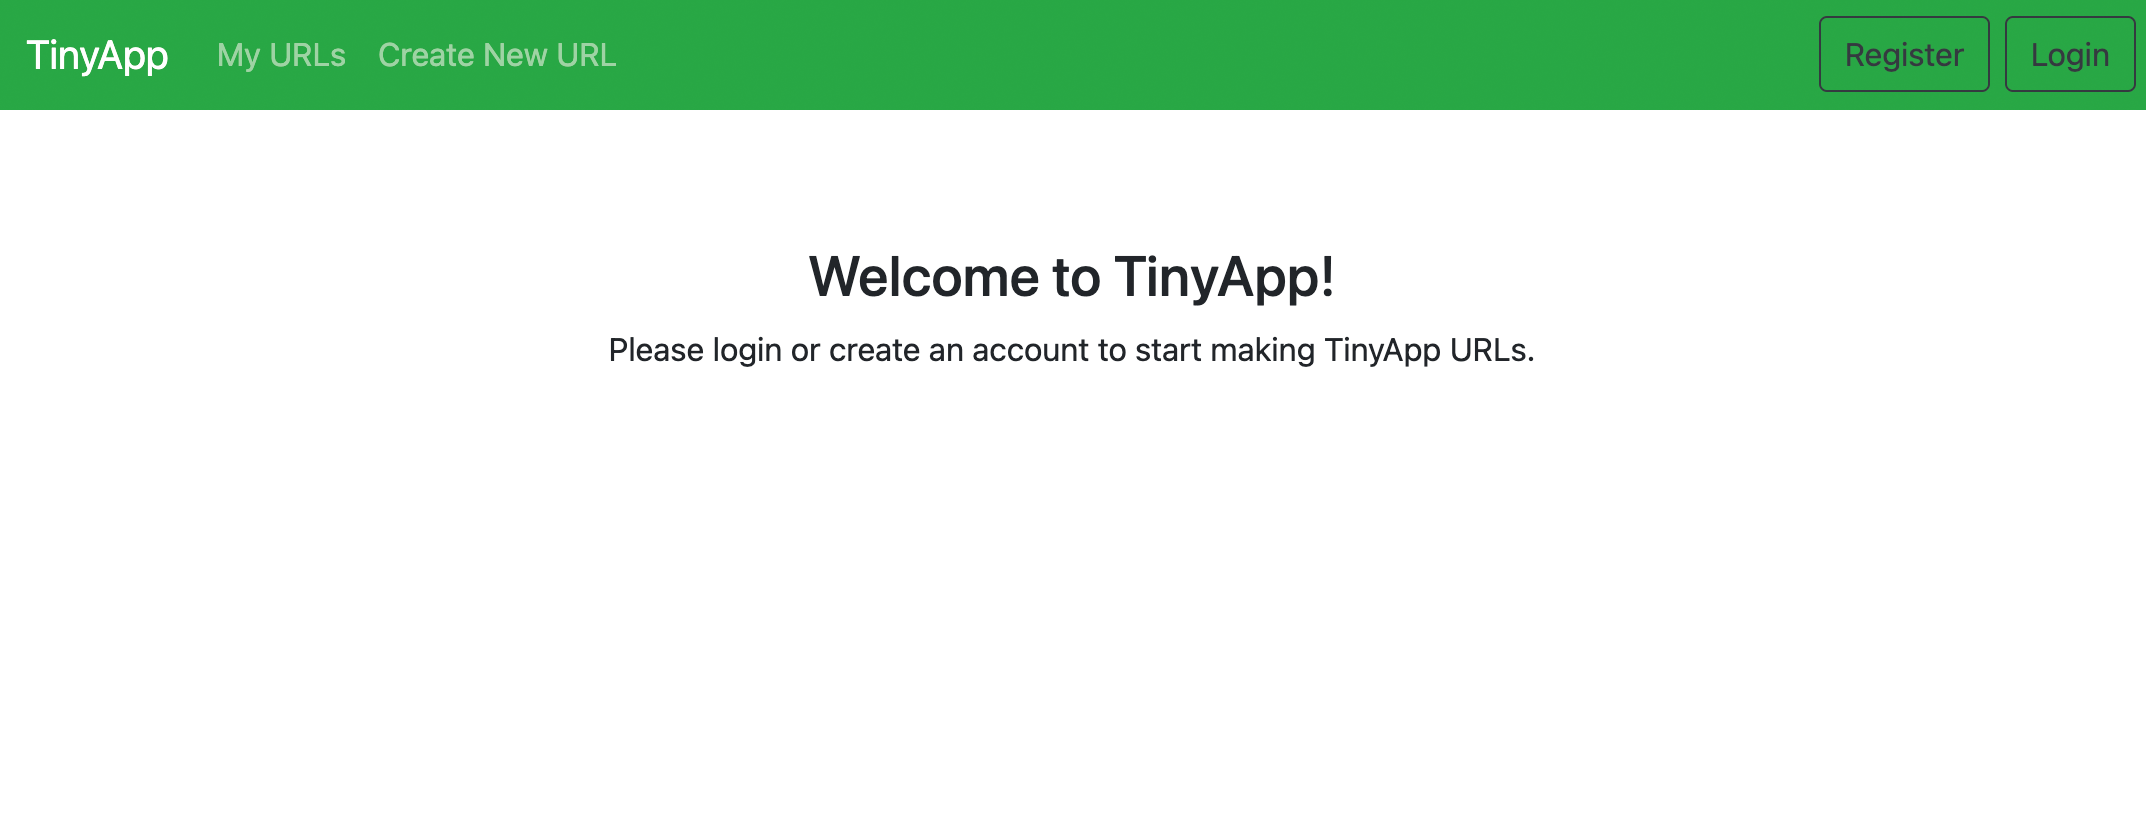 TinyApp My URLs Create New URL Register Login
Welcome to TinyApp!
Please login or create an account to start making TinyApp URLs.